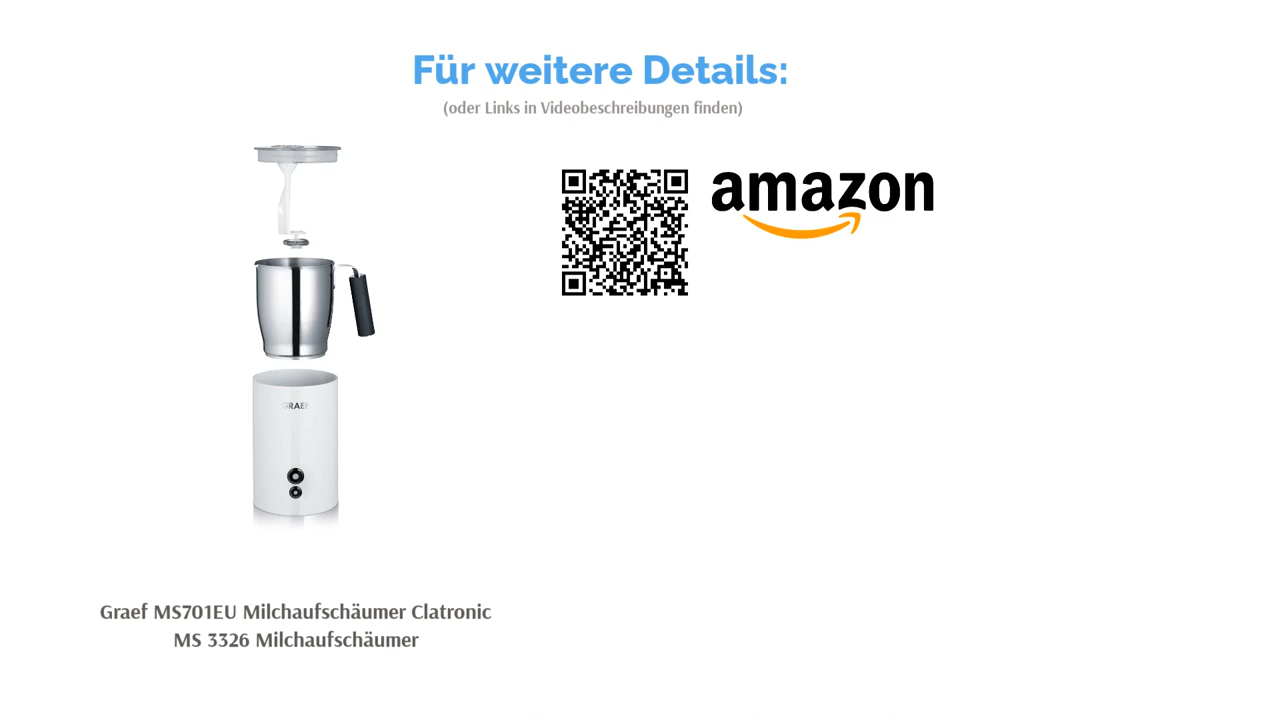 Für weitere Details:
(oder Links in Videobeschreibungen finden)
amazon
GRAEF
Graef MS701EU Milchaufschäumer Clatronic
MS 3326 Milchaufschäumer